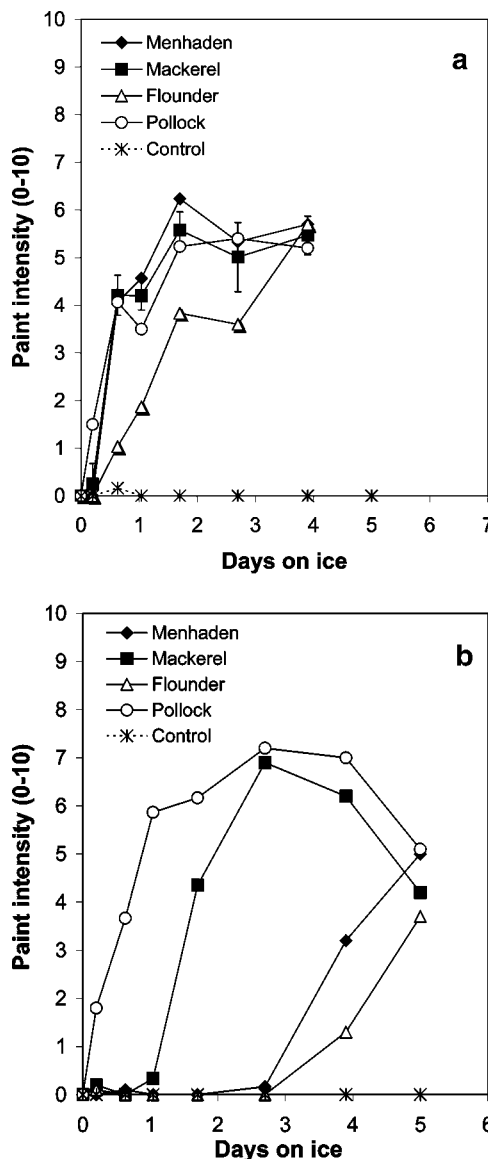 a
10
9
8
7
6
5
4
3
2
1
0
Paint intensity (0-10)
Menhaden
Mackerel
Flounder
Pollock
Control
0 1 2 3 4 5 6 7
Days on ice
b
10
9
8
7
6
5
4
3
2
1
0
Paint intensity (0-10)
Menhaden
Mackerel
Flounder
Pollock
Control
0 1 2 3 4 5 6
Days on ice